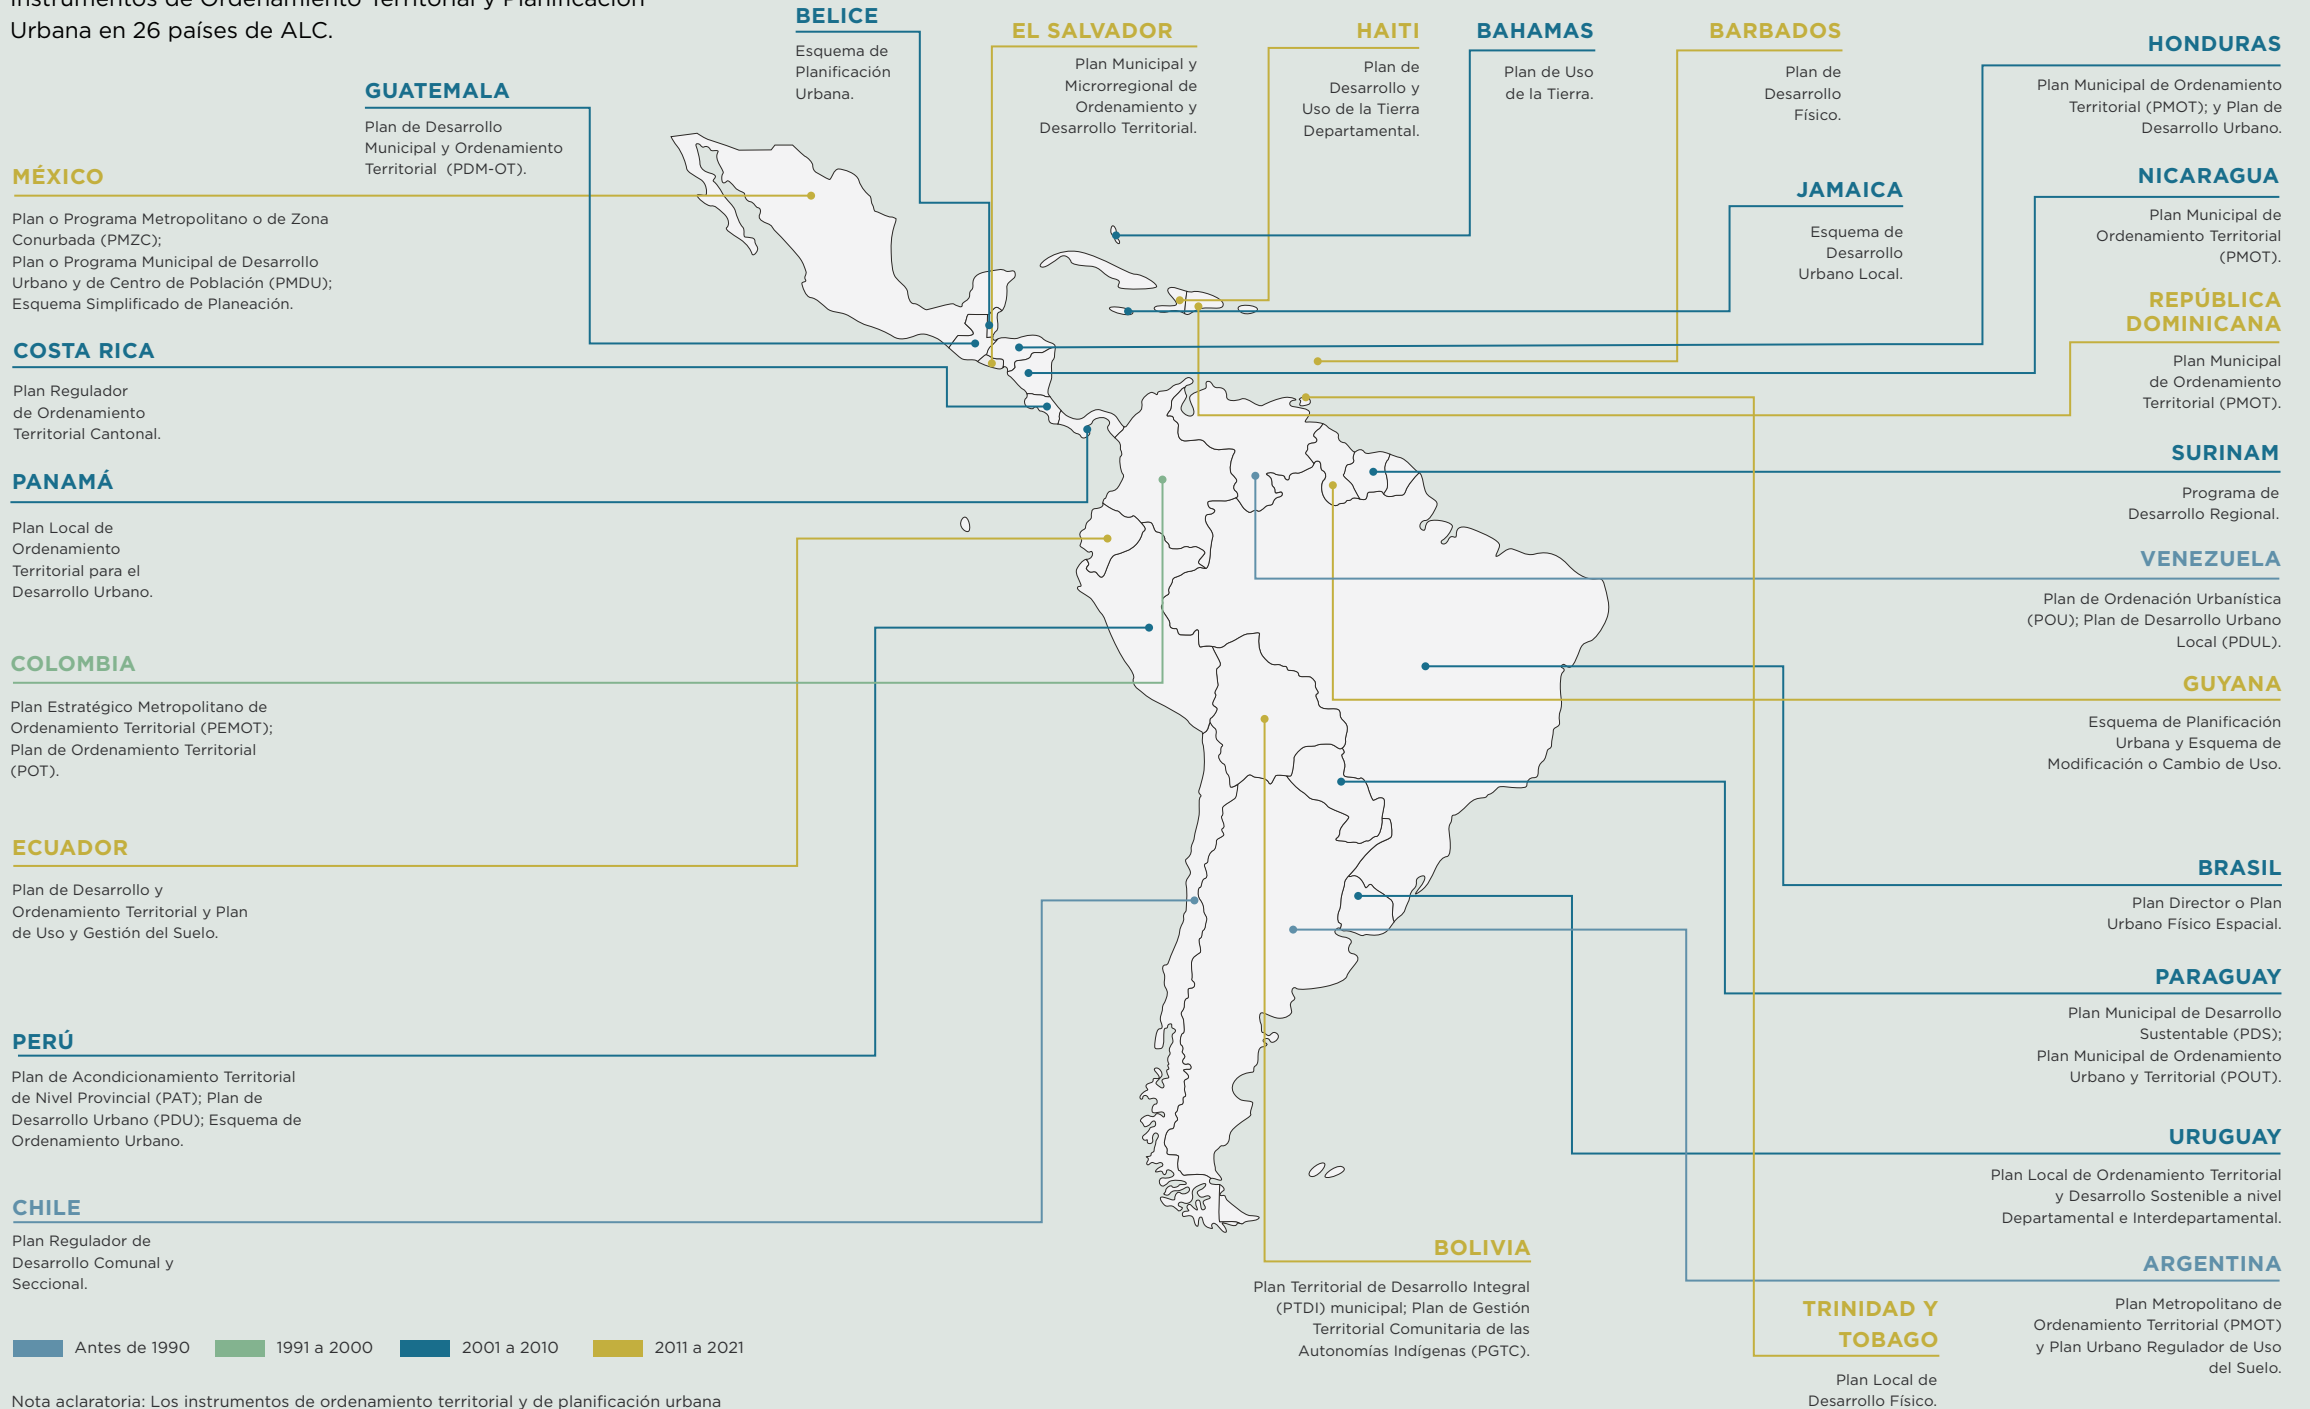 Instrumentos de Ordenamiento Territorial y Planificación
Urbana en 26 países de ALC.
GUATEMALA
Plan de Desarrollo
Municipal y Ordenamiento
Territorial (PDM-OT).
BELICE
Esquema de
Planificación
Urbana.
EL SALVADOR
Plan Municipal y
Microrregional de
Ordenamiento y
Desarrollo Territorial.
HAITI
Plan de
Desarrollo y
Uso de la Tierra
Departamental.
BAHAMAS
Plan de Uso
de la Tierra.
BARBADOS
Plan de
Desarrollo
Físico.
HONDURAS
Plan Municipal de Ordenamiento
Territorial (PMOT); y Plan de
Desarrollo Urbano.
MÉXICO
Plan o Programa Metropolitano o de Zona
Conurbada (PMZC);
Plan o Programa Municipal de Desarrollo
Urbano y de Centro de Población (PMDU);
Esquema Simplificado de Planeación.
JAMAICA
Esquema de
Desarrollo
Urbano Local.
NICARAGUA
Plan Municipal de
Ordenamiento Territorial
(PMOT).
REPÚBLICA
DOMINICANA
Plan Municipal
de Ordenamiento
Territorial (PMOT).
COSTA RICA
Plan Regulador
de Ordenamiento
Territorial Cantonal.
PANAMÁ
Plan Local de
Ordenamiento
Territorial para el
Desarrollo Urbano.
SURINAM
Programa de
Desarrollo Regional.
VENEZUELA
Plan de Ordenación Urbanística
(POU); Plan de Desarrollo Urbano
Local (PDUL).
COLOMBIA
Plan Estratégico Metropolitano de
Ordenamiento Territorial (PEMOT);
Plan de Ordenamiento Territorial
(POT).
GUYANA
Esquema de Planificación
Urbana y Esquema de
Modificación o Cambio de Uso.
ECUADOR
Plan de Desarrollo y
Ordenamiento Territorial y Plan
de Uso y Gestión del Suelo.
BRASIL
Plan Director o Plan
Urbano Físico Espacial.
PARAGUAY
Plan Municipal de Desarrollo
Sustentable (PDS);
Plan Municipal de Ordenamiento
Urbano y Territorial (POUT).
PERÚ
Plan de Acondicionamiento Territorial
de Nivel Provincial (PAT); Plan de
Desarrollo Urbano (PDU); Esquema de
Ordenamiento Urbano.
URUGUAY
Plan Local de Ordenamiento Territorial
y Desarrollo Sostenible a nivel
Departamental e Interdepartamental.
CHILE
Plan Regulador de
Desarrollo Comunal y
Seccional.
BOLIVIA
Plan Territorial de Desarrollo Integral
(PTDI) municipal; Plan de Gestión
Territorial Comunitaria de las
Autonomías Indígenas (PGTC).
ARGENTINA
Plan Metropolitano de
Ordenamiento Territorial (PMOT)
y Plan Urbano Regulador de Uso
del Suelo.
TRINIDAD Y
TOBAGO
Plan Local de
Desarrollo Físico.
Antes de 1990
1991 a 2000
2001 a 2010
2011 a 2021
Nota aclaratoria: Los instrumentos de ordenamiento territorial y de planificación urbana